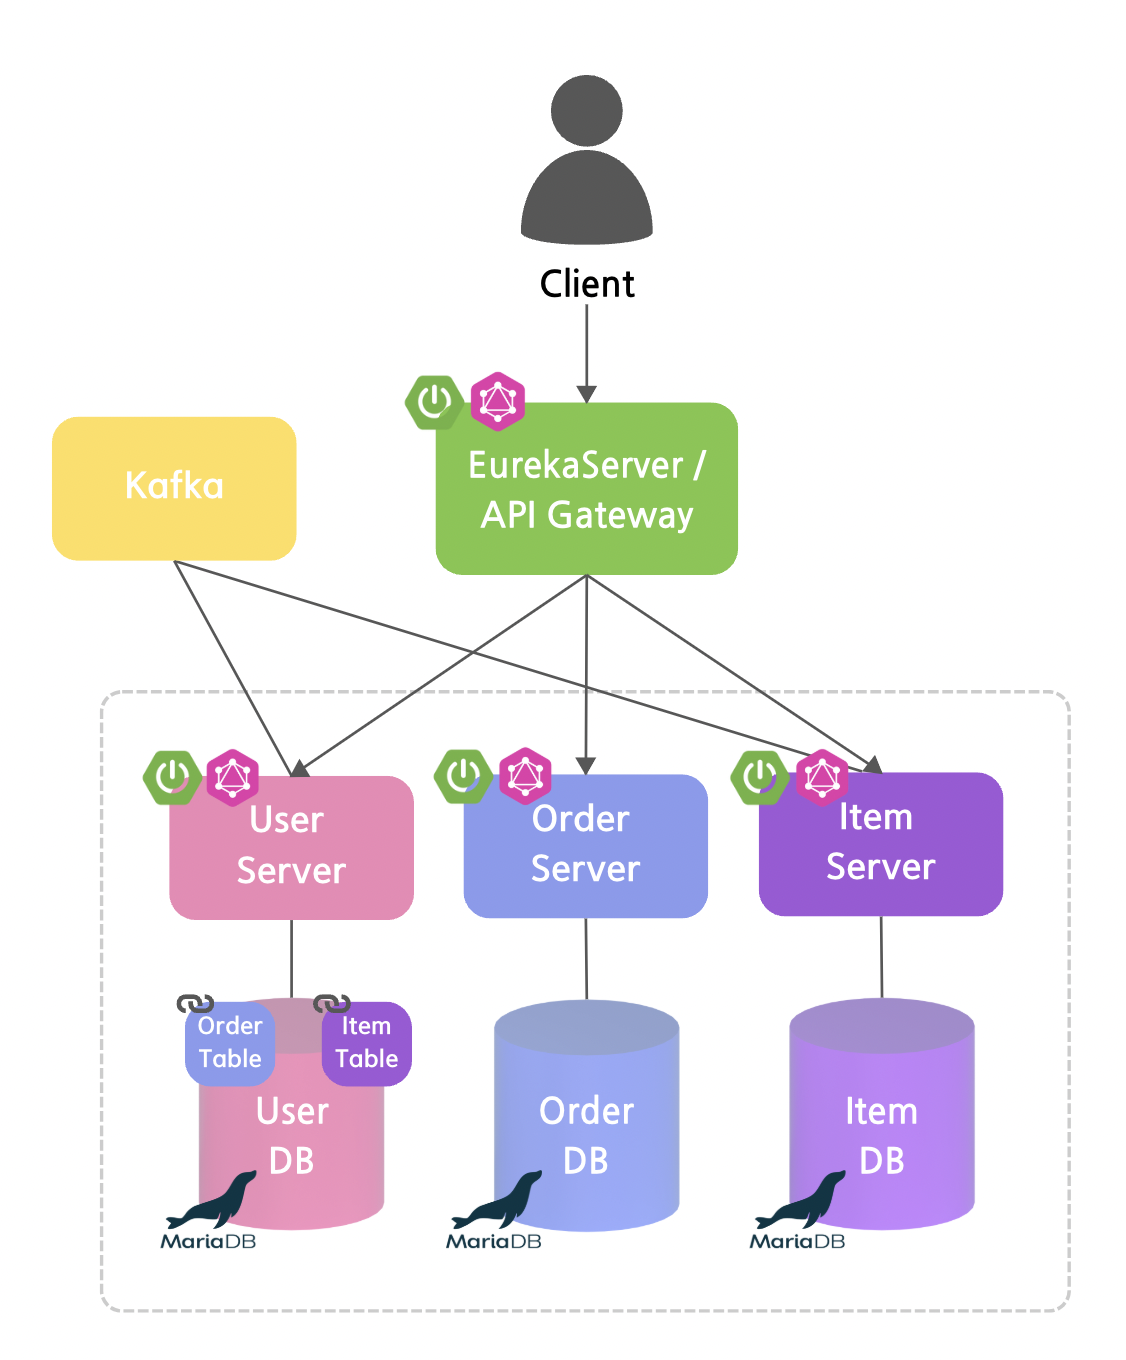 Client
Kafka
EurekaServer /
API Gateway
User
Server
Order
Server
Item
Server
Order
Table
Item
Table
User
DB
Order
DB
Item
DB
MariaDB
MariaDB
MariaDB